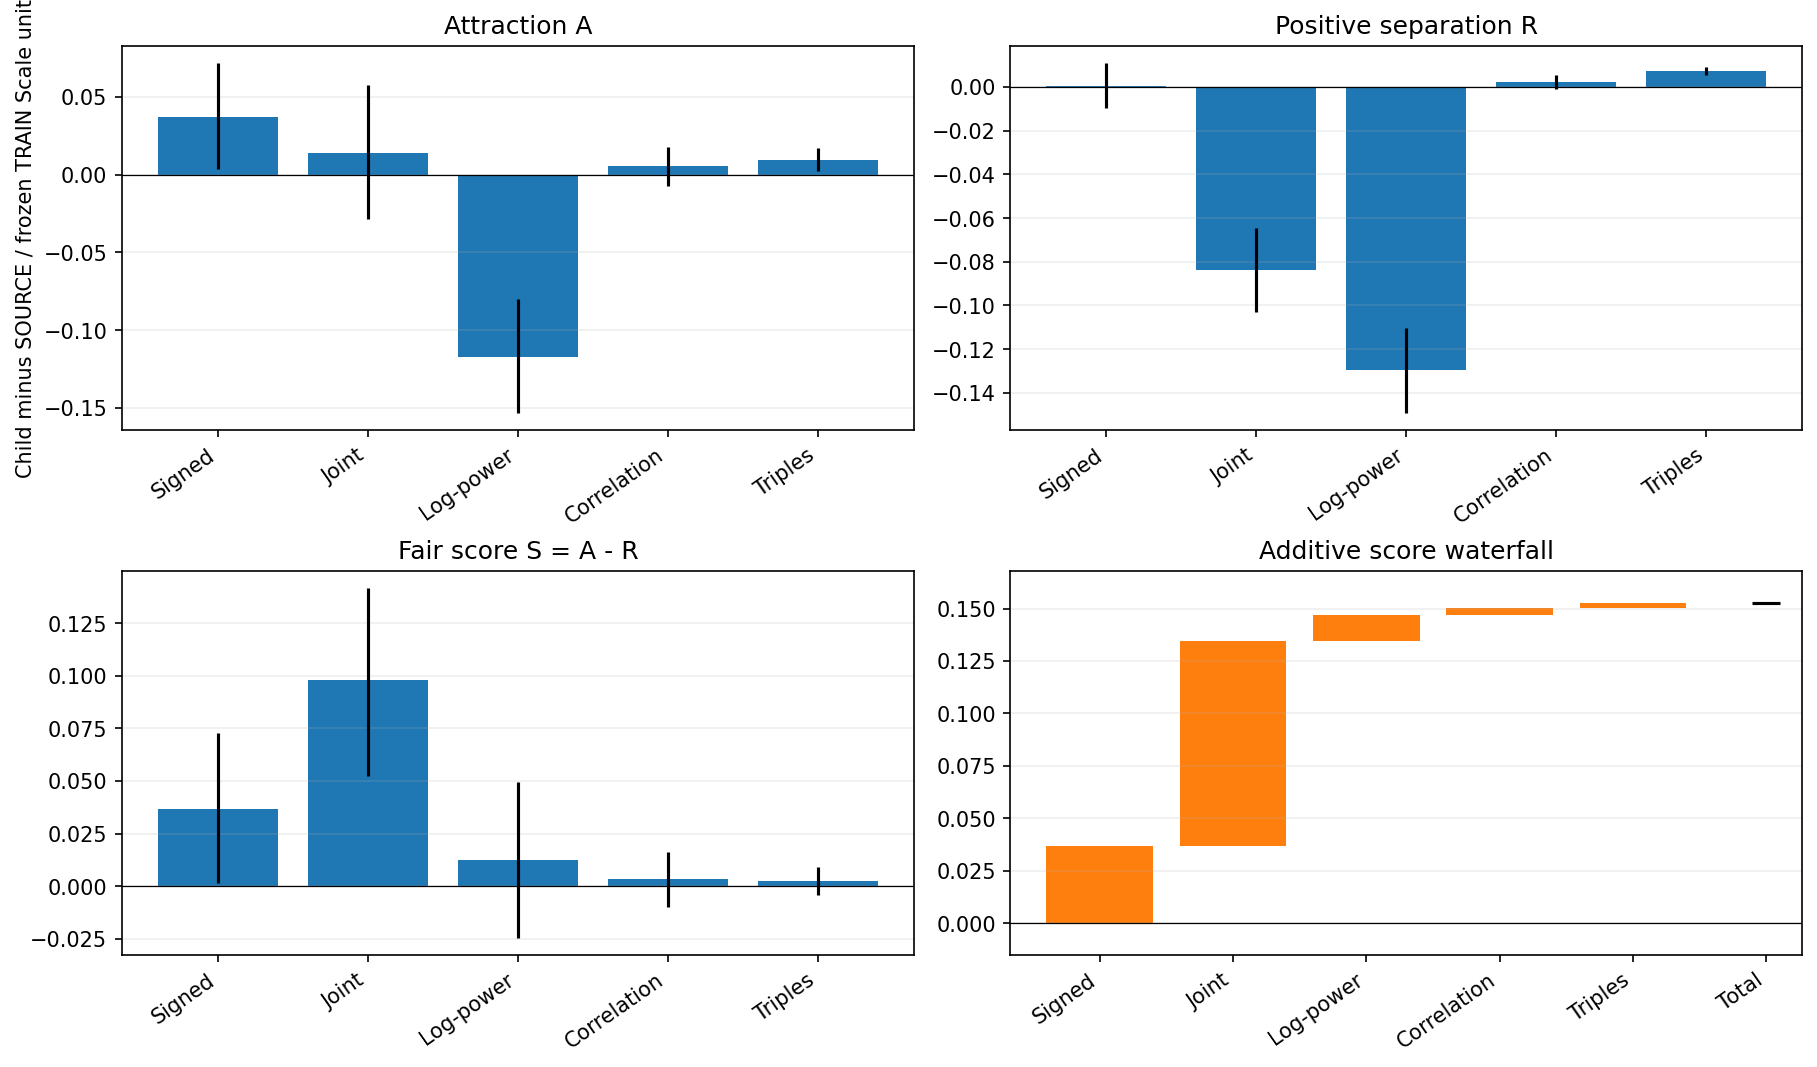 Attraction A
Child minus SOURCE / frozen TRAIN Scale unit
0.05
0.00
−0.05
−0.10
−0.15
Signed
Joint
Log-power
Correlation
Triples
Positive separation R
0.00
−0.02
−0.04
−0.06
−0.08
−0.10
−0.12
−0.14
Signed
Joint
Log-power
Correlation
Triples
Fair score S = A - R
0.125
0.100
0.075
0.050
0.025
0.000
−0.025
Signed
Joint
Log-power
Correlation
Triples
Additive score waterfall
0.150
0.125
0.100
0.075
0.050
0.025
0.000
Signed
Joint
Log-power
Correlation
Triples
Total